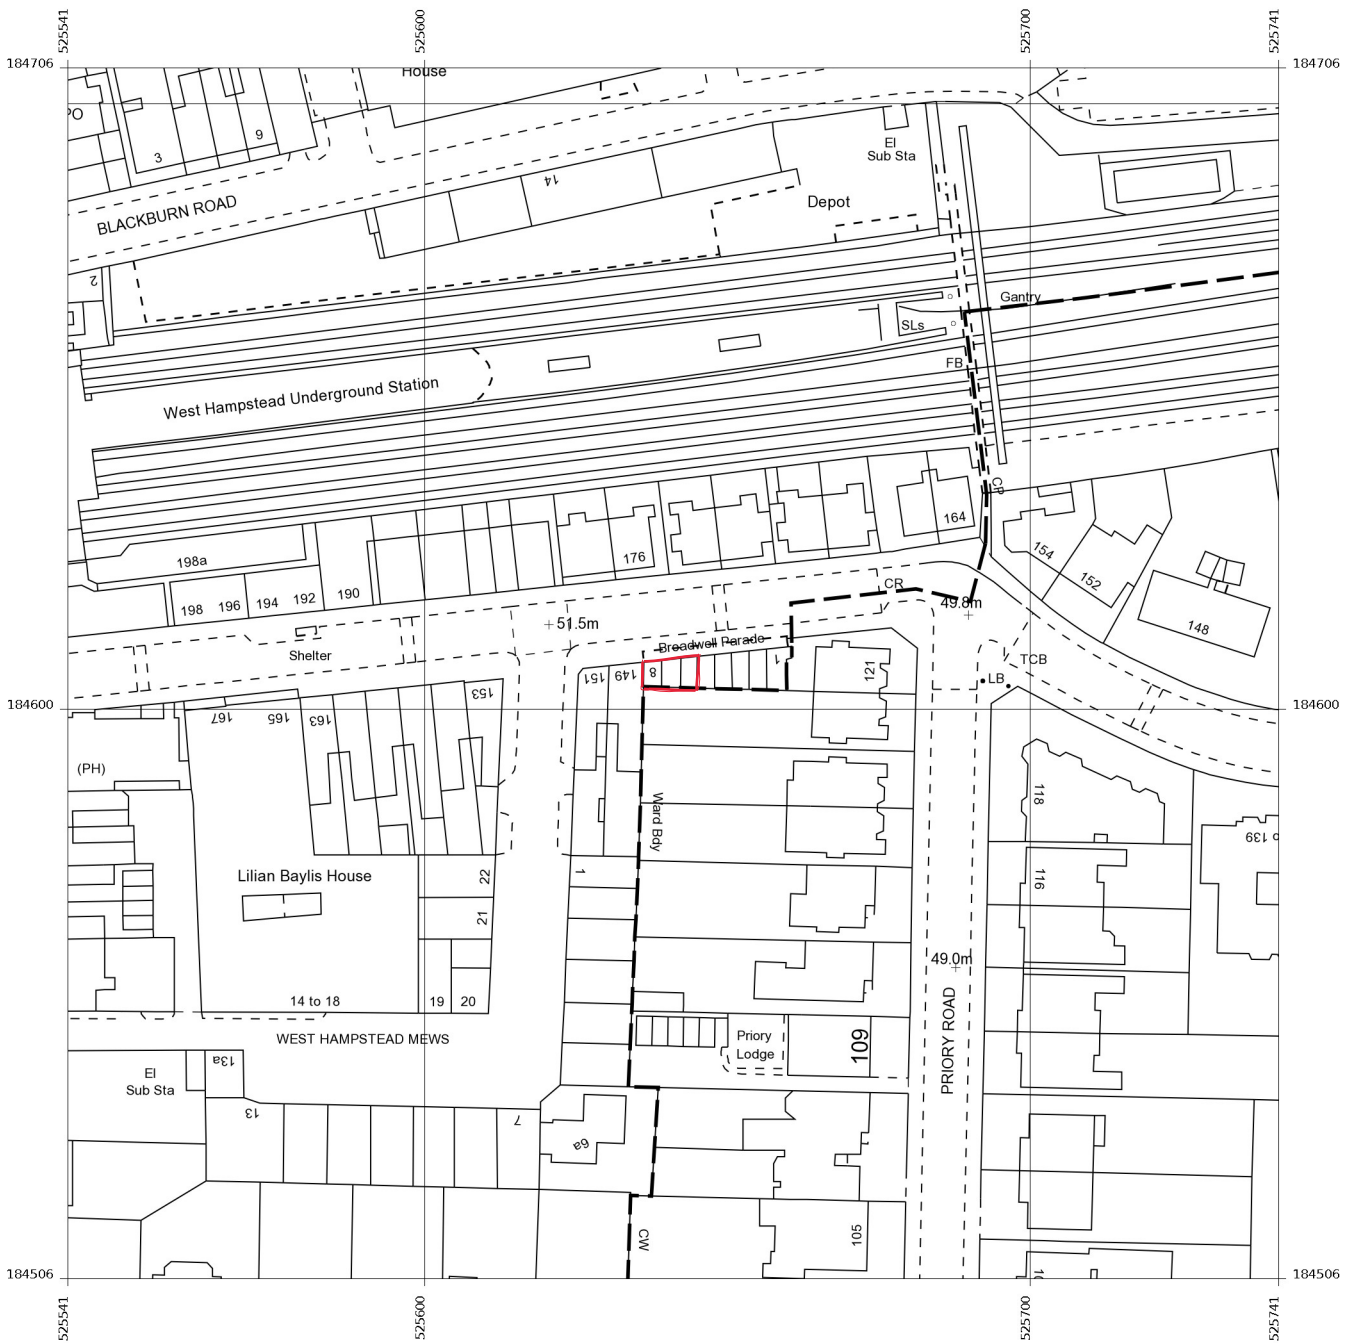 525541
525600
525700
525741
184706
184706
House
PO
3
9
El
Sub Sta
14
BLACKBURN ROAD
Depot
2
Gantry
SLs
FB
West Hampstead Underground Station
CP
164
176
154
152
198a
198
196
194
192
190
CR
49.8m
148
51.5m
Shelter
Broadwell Parade
TCB
LB
151
149
8
1
121
153
167
165
163
184600
184600
(PH)
Ward Bdy
118
139
Lilian Baylis House
22
21
1
116
49.0m
14 to 18
19
20
WEST HAMPSTEAD MEWS
Priory
Lodge
109
PRIORY ROAD
13a
El
Sub Sta
13
7
6a
CW
105
184506
184506
525541
525600
525700
525741